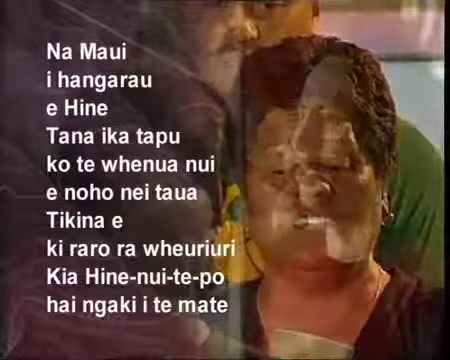 Na Maui
i hangarau
e Hine
Tana ika tapu
ko te whenua nui
e noho nei taua
Tikina e
ki raro ra wheuriuri
Kia Hine-nui-te-po
hai ngaki i te mate